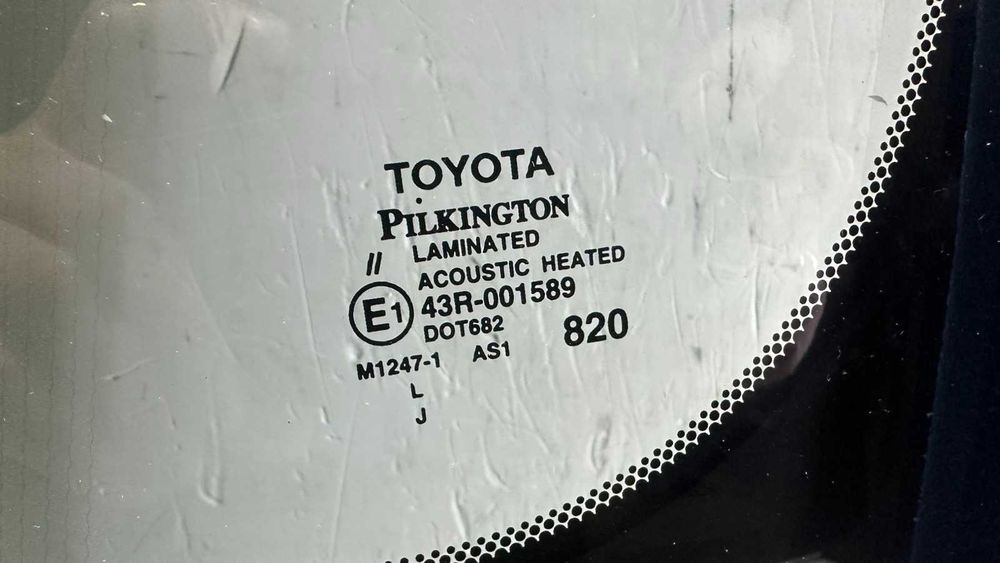 TOYOTA
PILKINGTON
// LAMINATED
ACOUSTIC HEATED
E1 43R-001589
DOT682 820
M1247-1 AS1
L
J